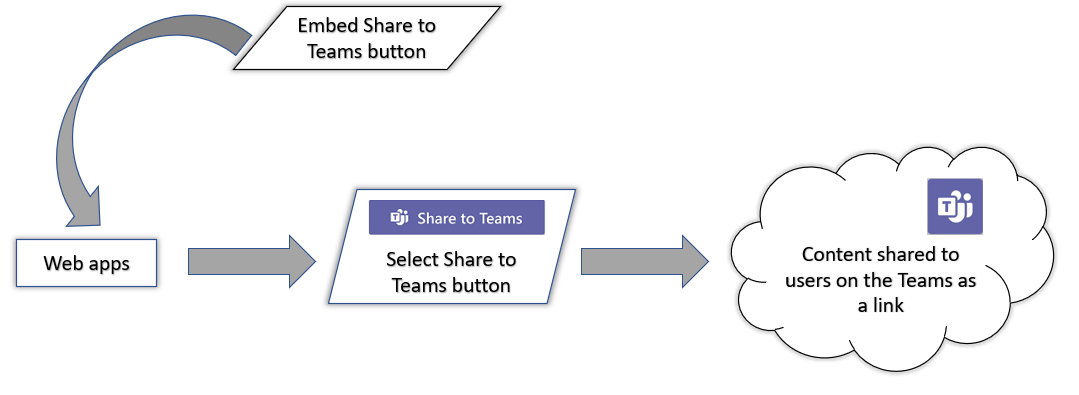 Embed Share to
Teams button
Web apps
Share to Teams
Select Share to
Teams button
Content shared to
users on the Teams as
a link